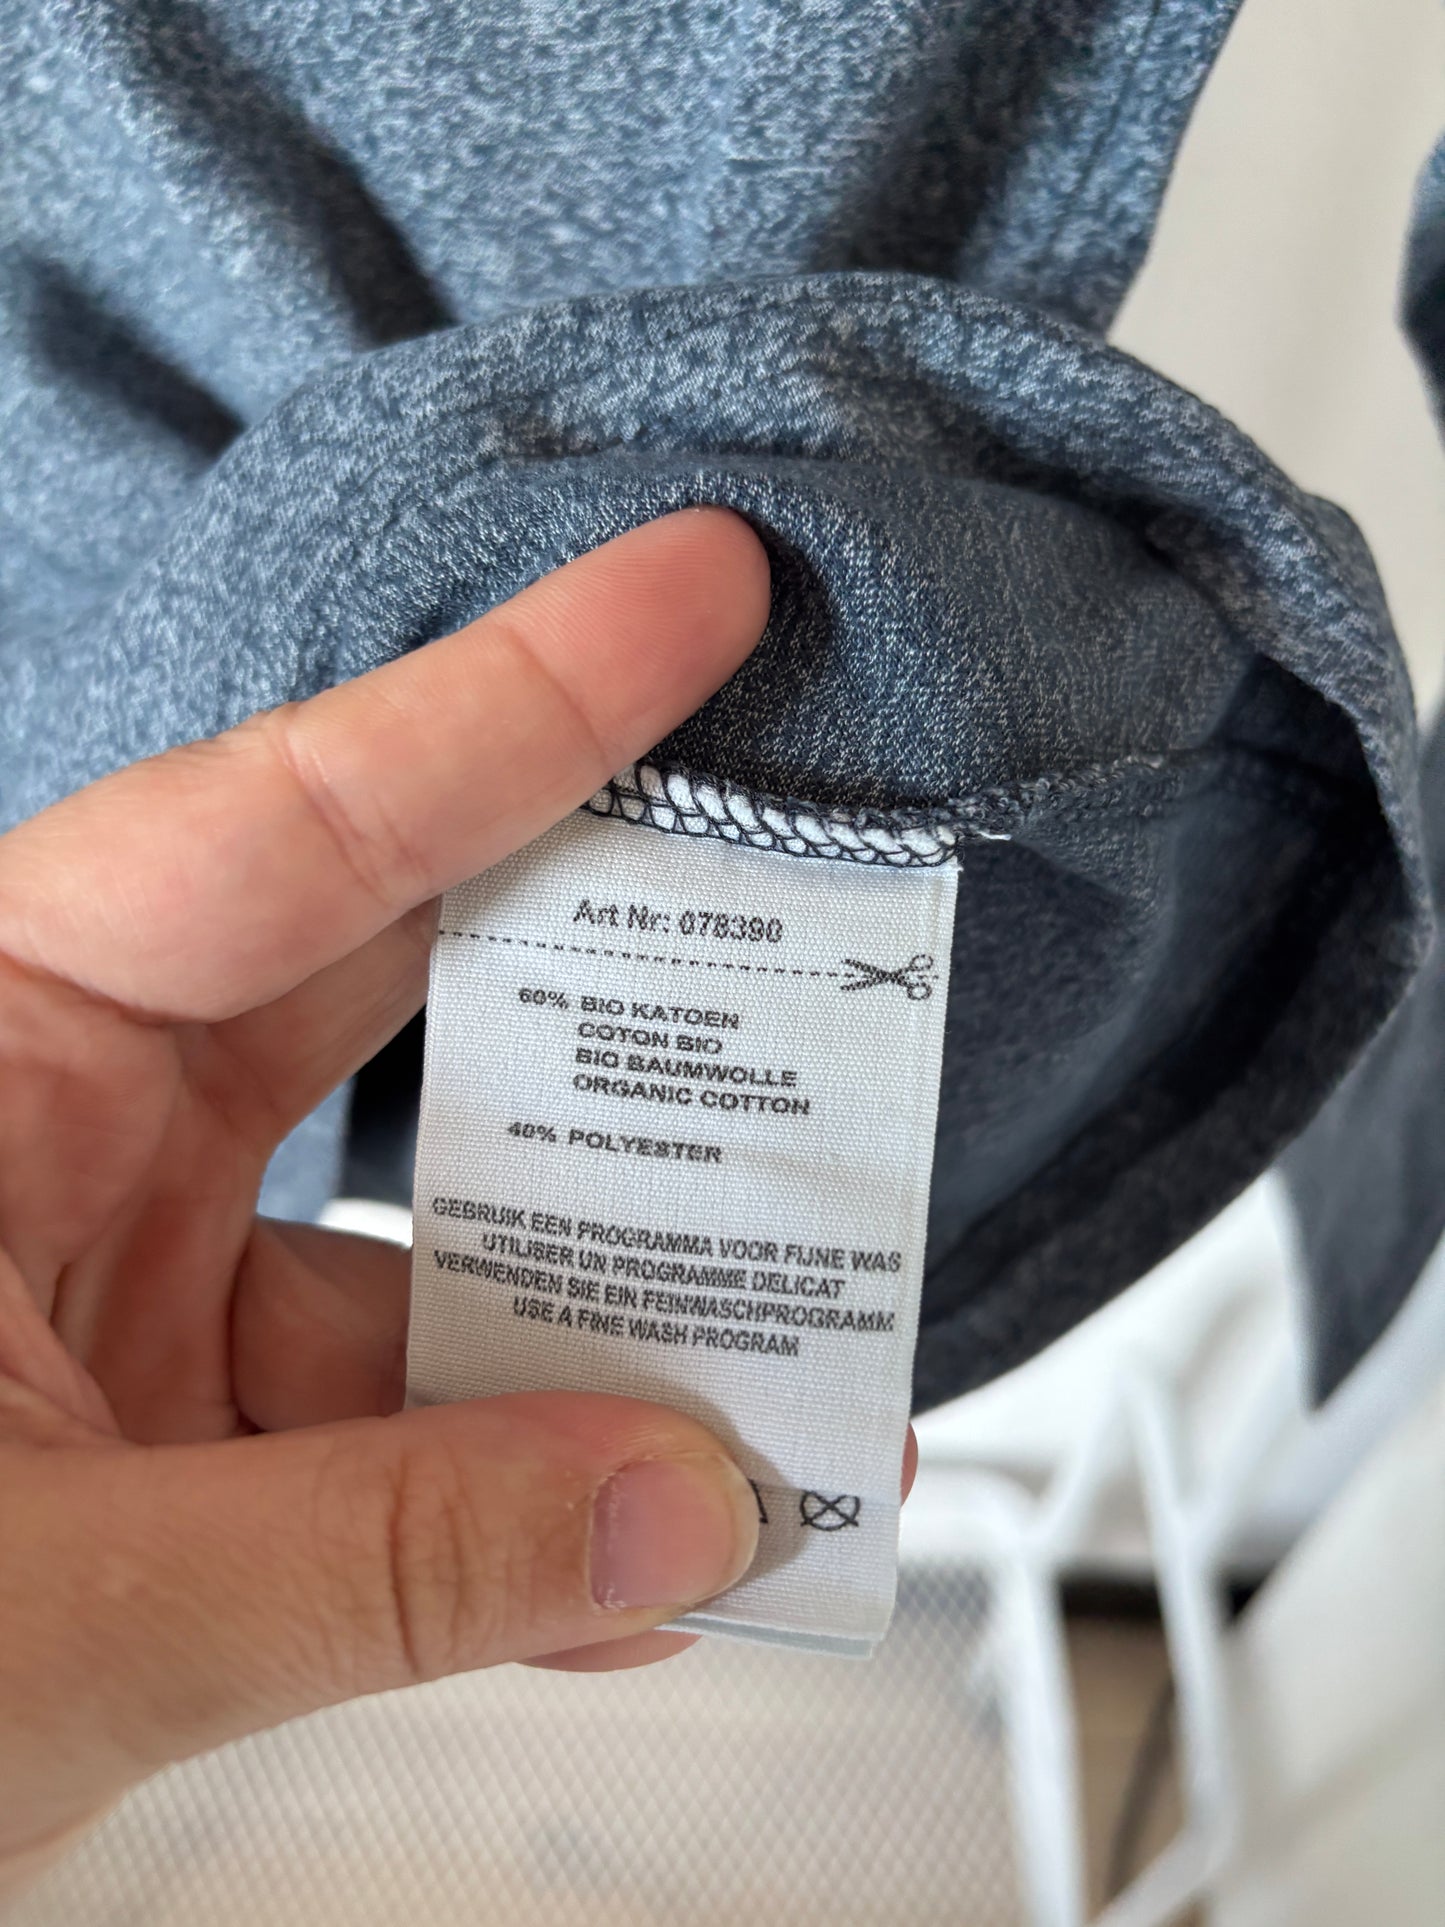 Art Nr: 078390
60% BIO KATOEN
COTON BIO
BIO BAUMWOLLE
ORGANIC COTTON
40% POLYESTER
GEBRUIK EEN PROGRAMMA VOOR FIJNE WAS
UTILISER UN PROGRAMME DELICAT
VERWENDEN SIE EIN FEINWASCHPROGRAMM
USE A FINE WASH PROGRAM